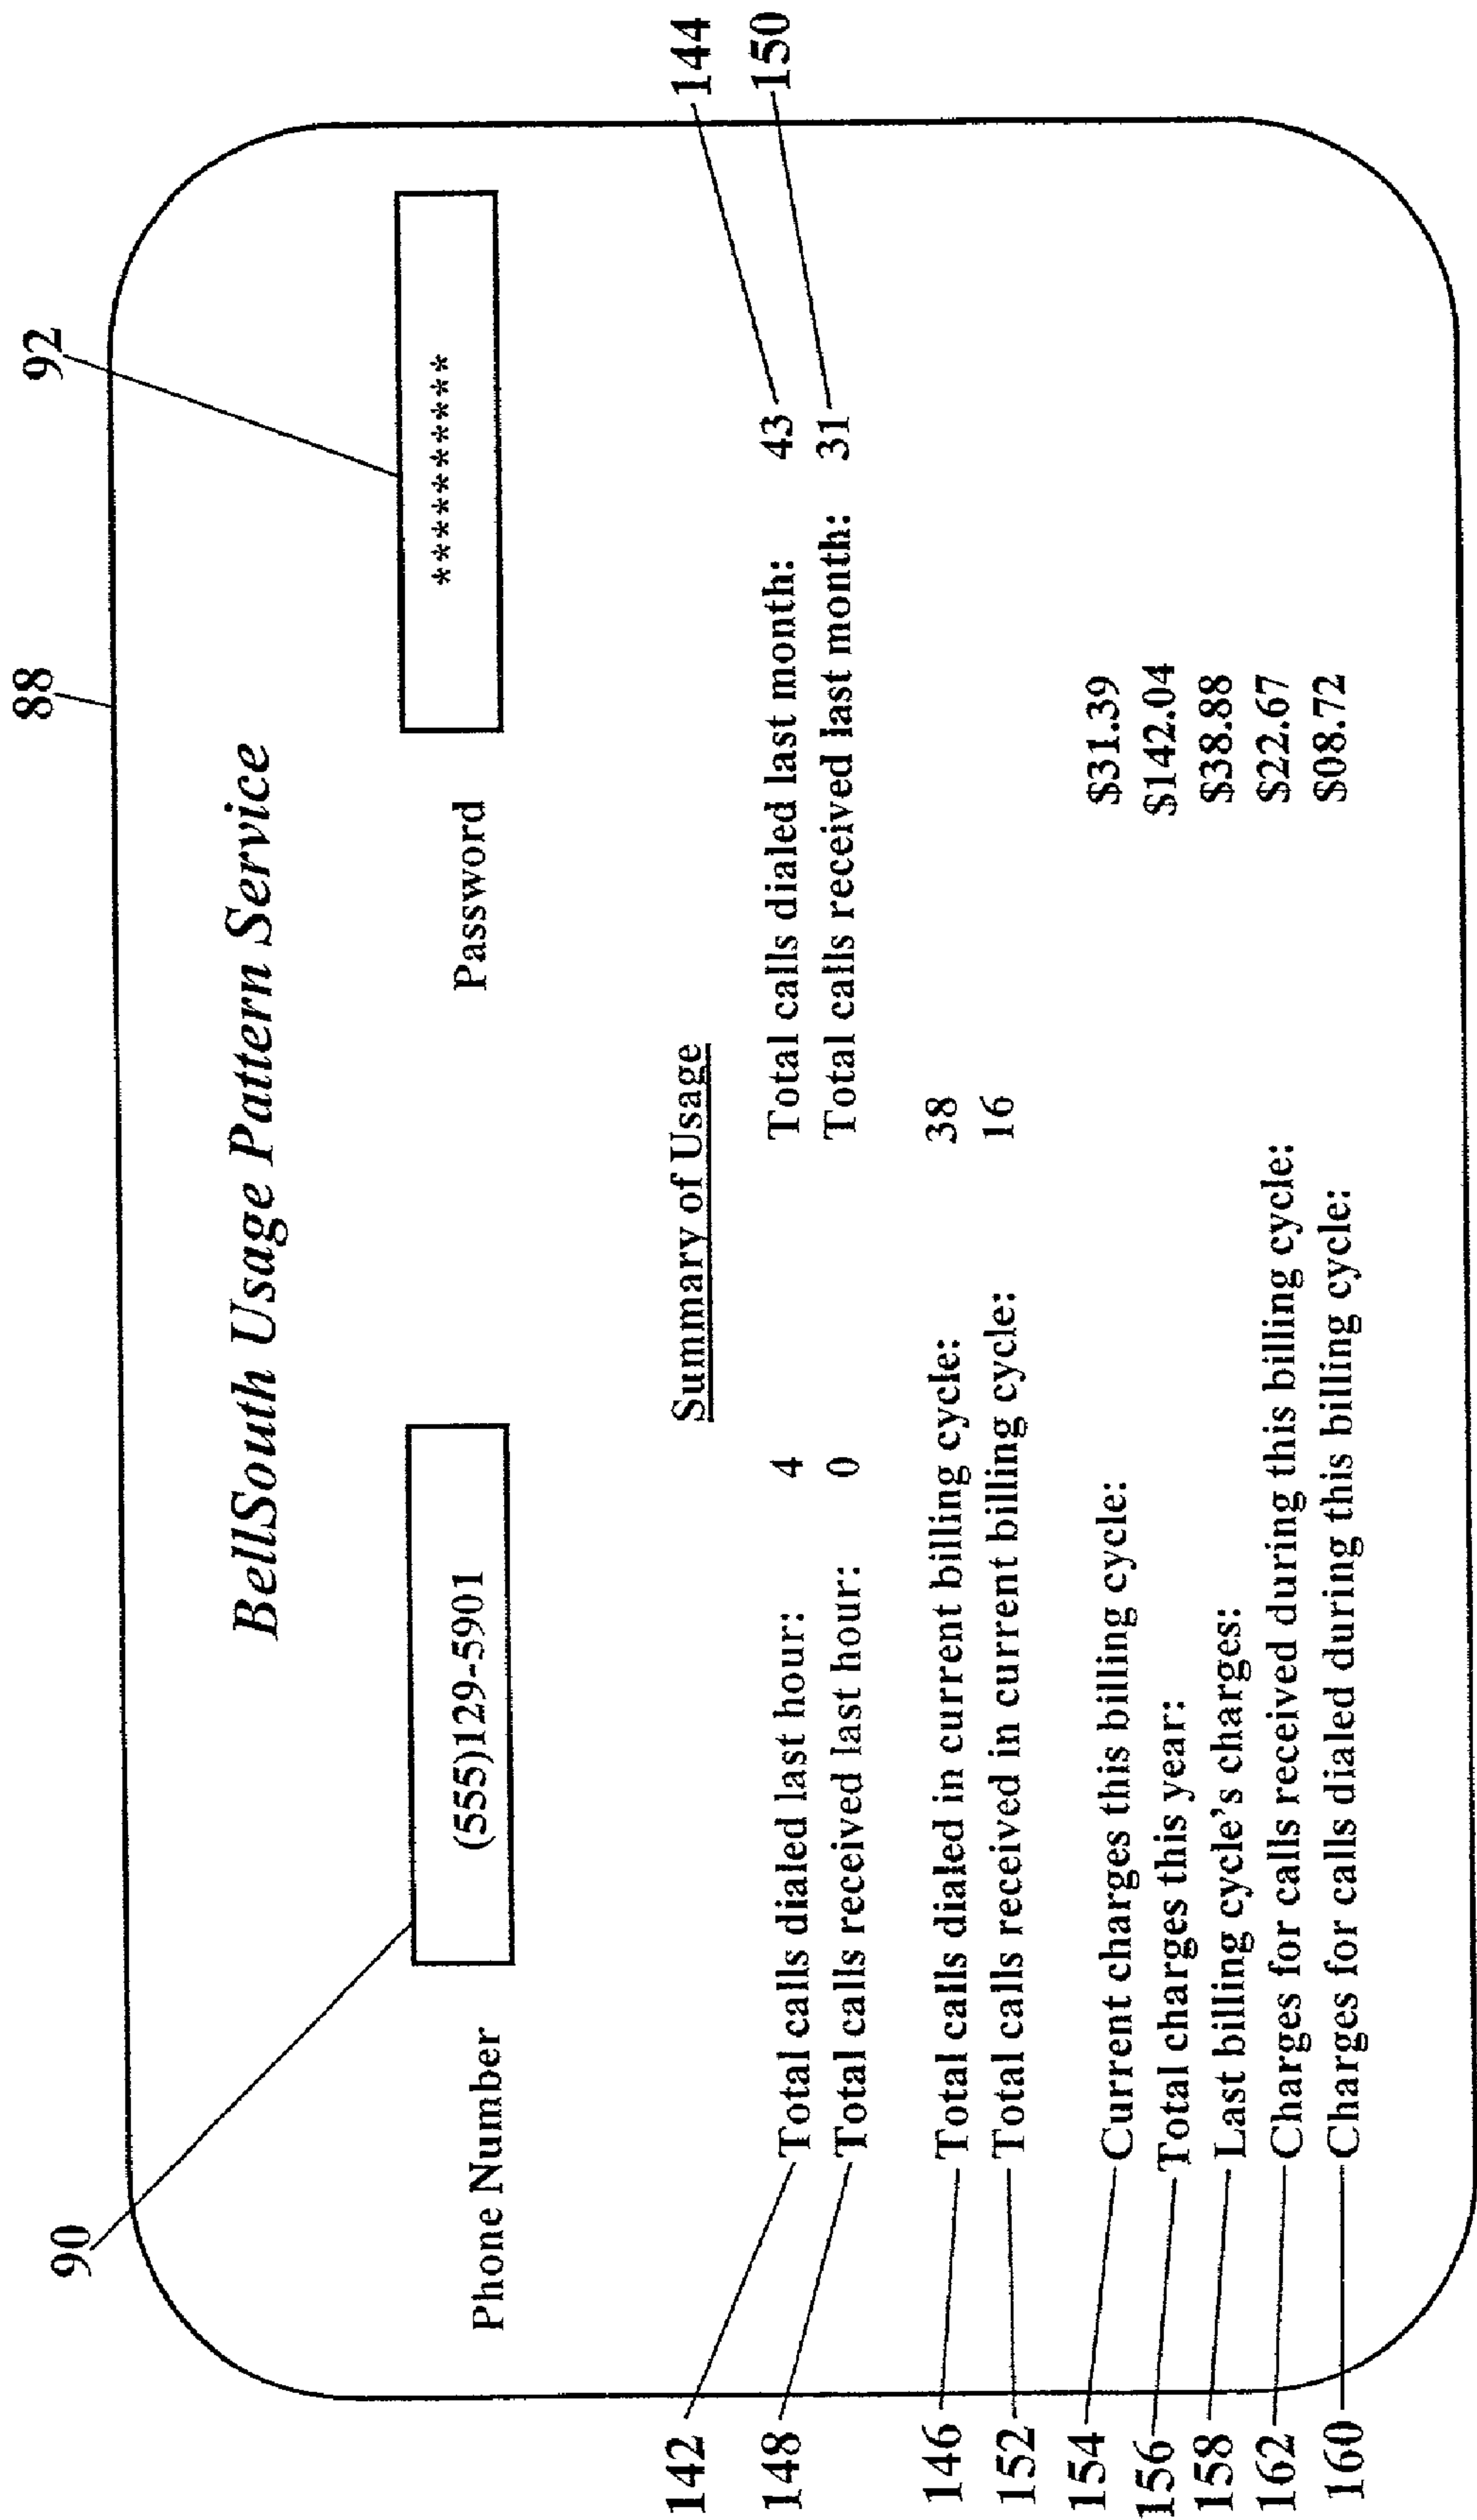 88
92
BellSouth Usage Pattern Service
90
Phone Number
(555)129-5901
Password
*********
Summary of Usage
142
Total calls dialed last hour: 4
Total calls dialed last month: 43
144
148
Total calls received last hour: 0
Total calls received last month: 31
150
146
Total calls dialed in current billing cycle: 38
152
Total calls received in current billing cycle: 16
154
Current charges this billing cycle: $31.39
156
Total charges this year: $142.04
158
Last billing cycle's charges: $38.88
162
Charges for calls received during this billing cycle: $22.67
160
Charges for calls dialed during this billing cycle: $08.72